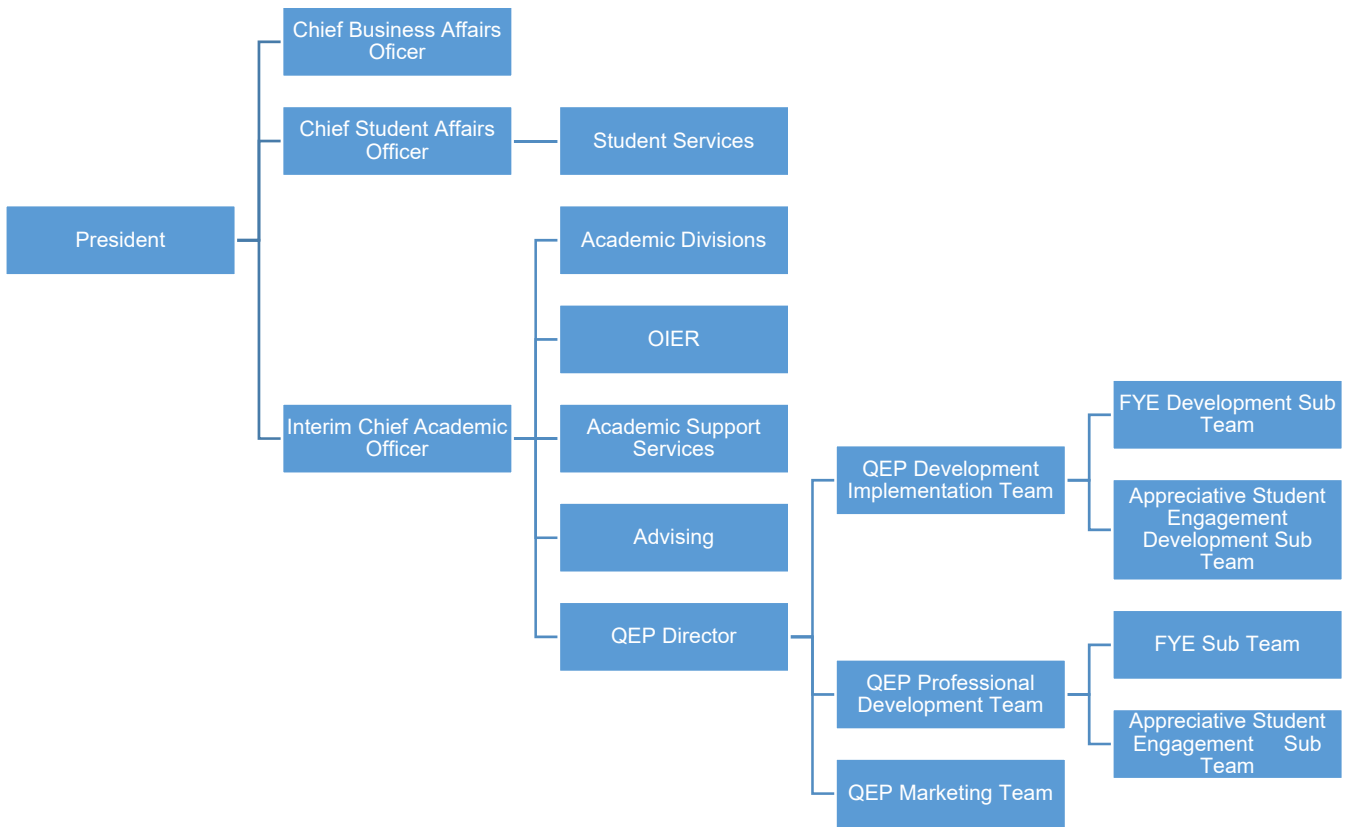 Chief Business Affairs
Oficer
Chief Student Affairs
Officer
Student Services
President
Academic Divisions
OIER
Interim Chief Academic
Officer
Academic Support
Services
Advising
QEP Director
QEP Development
Implementation Team
FYE Development Sub
Team
Appreciative Student
Engagement
Development Sub
Team
QEP Professional
Development Team
FYE Sub Team
Appreciative Student
Engagement Sub
Team
QEP Marketing Team